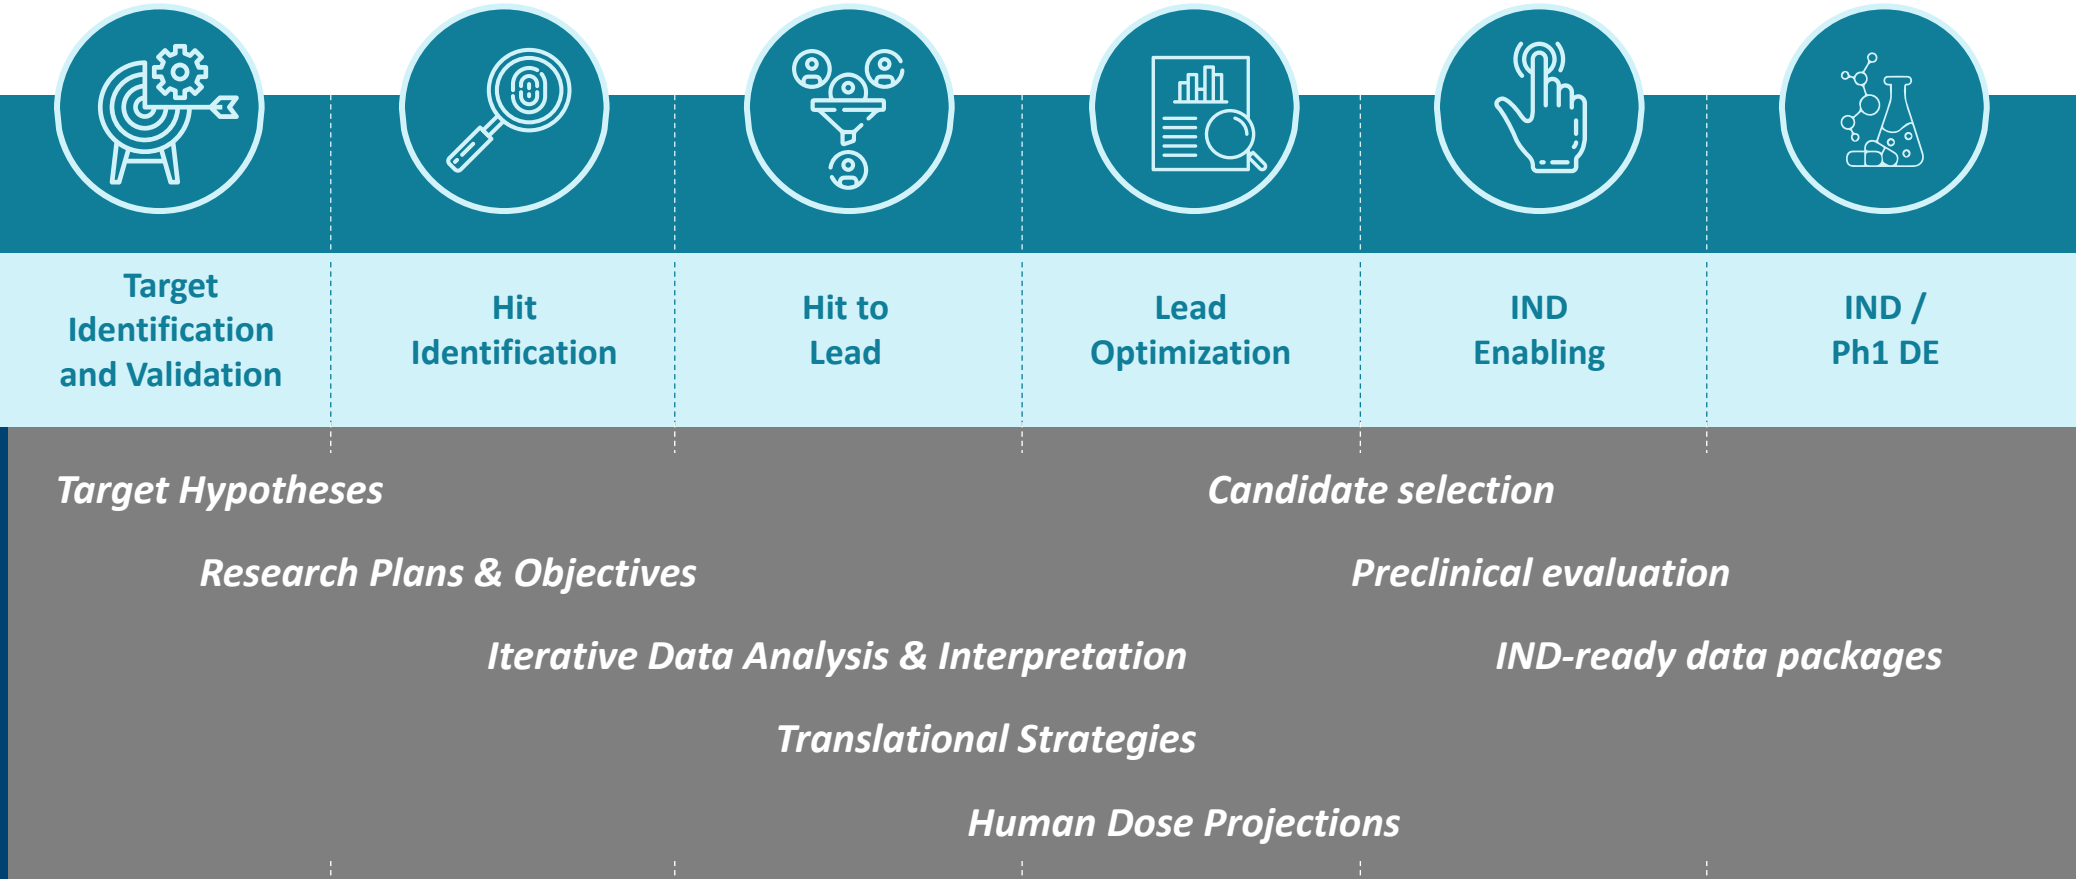 Target
Identification
and Validation
Hit
Identification
Hit to
Lead
Lead
Optimization
IND
Enabling
IND /
Ph1 DE
Target Hypotheses
Candidate selection
Research Plans & Objectives
Preclinical evaluation
Iterative Data Analysis & Interpretation
IND-ready data packages
Translational Strategies
Human Dose Projections